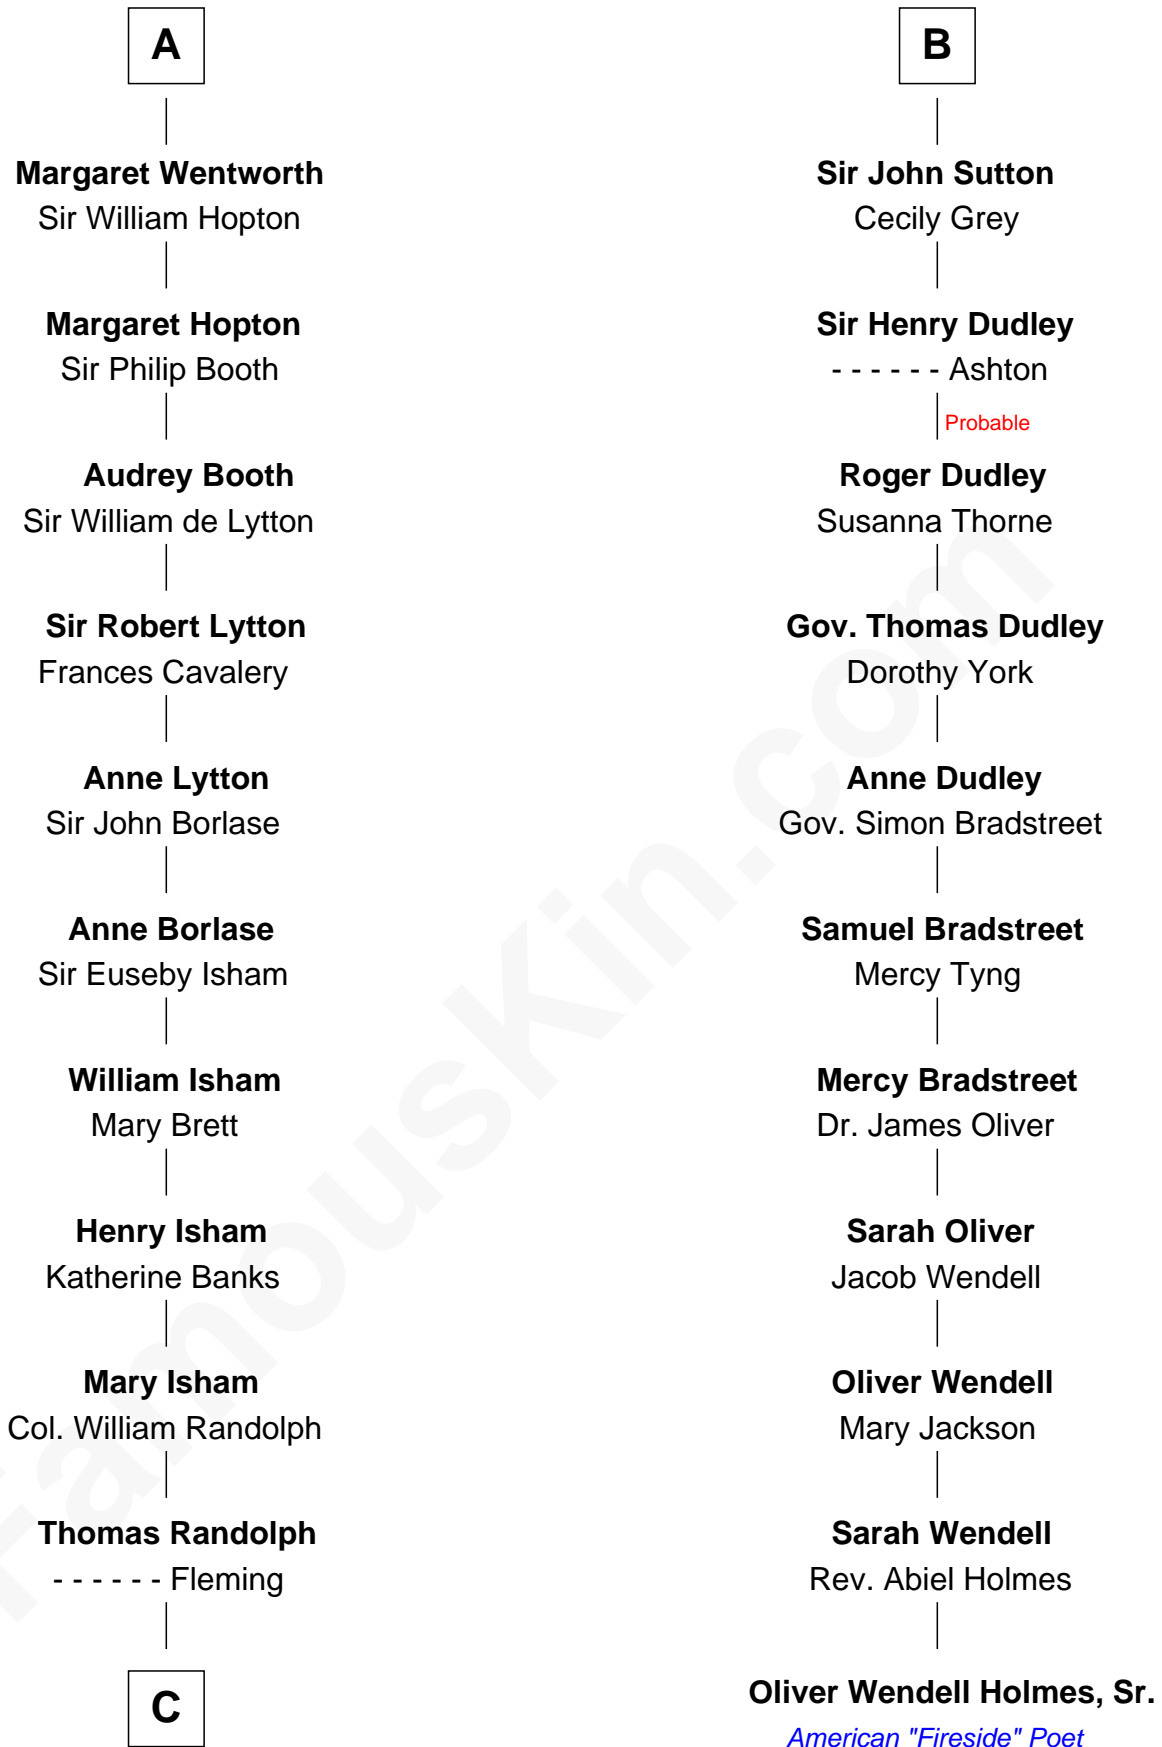 A
Margaret Wentworth
Sir William Hopton
Margaret Hopton
Sir Philip Booth
Audrey Booth
Sir William de Lytton
Sir Robert Lytton
Frances Cavalery
Anne Lytton
Sir John Borlase
Anne Borlase
Sir Euseby Isham
William Isham
Mary Brett
Henry Isham
Katherine Banks
Mary Isham
Col. William Randolph
Thomas Randolph
- - - - - - Fleming
C
B
Sir John Sutton
Cecily Grey
Sir Henry Dudley
- - - - - - Ashton
Probable
Roger Dudley
Susanna Thorne
Gov. Thomas Dudley
Dorothy York
Anne Dudley
Gov. Simon Bradstreet
Samuel Bradstreet
Mercy Tyng
Mercy Bradstreet
Dr. James Oliver
Sarah Oliver
Jacob Wendell
Oliver Wendell
Mary Jackson
Sarah Wendell
Rev. Abiel Holmes
Oliver Wendell Holmes, Sr.
American "Fireside" Poet
FamousKin.com